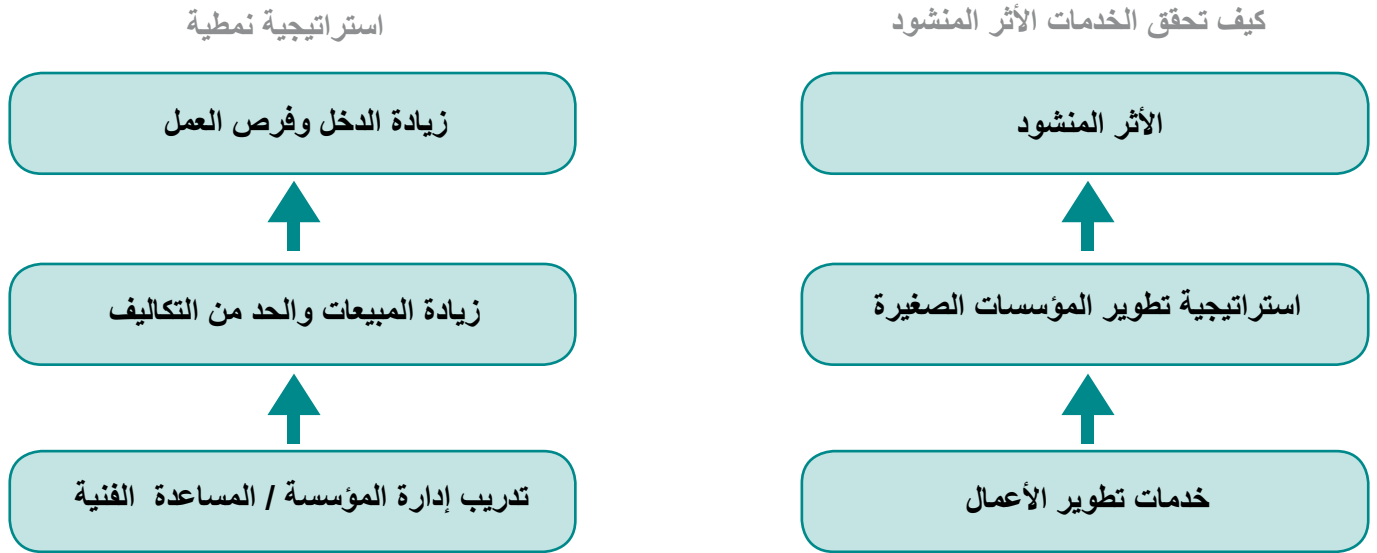 كيف تحقق الخدمات الأثر المنشود
الأثر المنشود
استراتيجية تطوير المؤسسات الصغيرة
خدمات تطوير الأعمال
استراتيجية نمطية
زيادة الدخل وفرص العمل
زيادة المبيعات والحد من التكاليف
تدريب إدارة المؤسسة / المساعدة الفنية